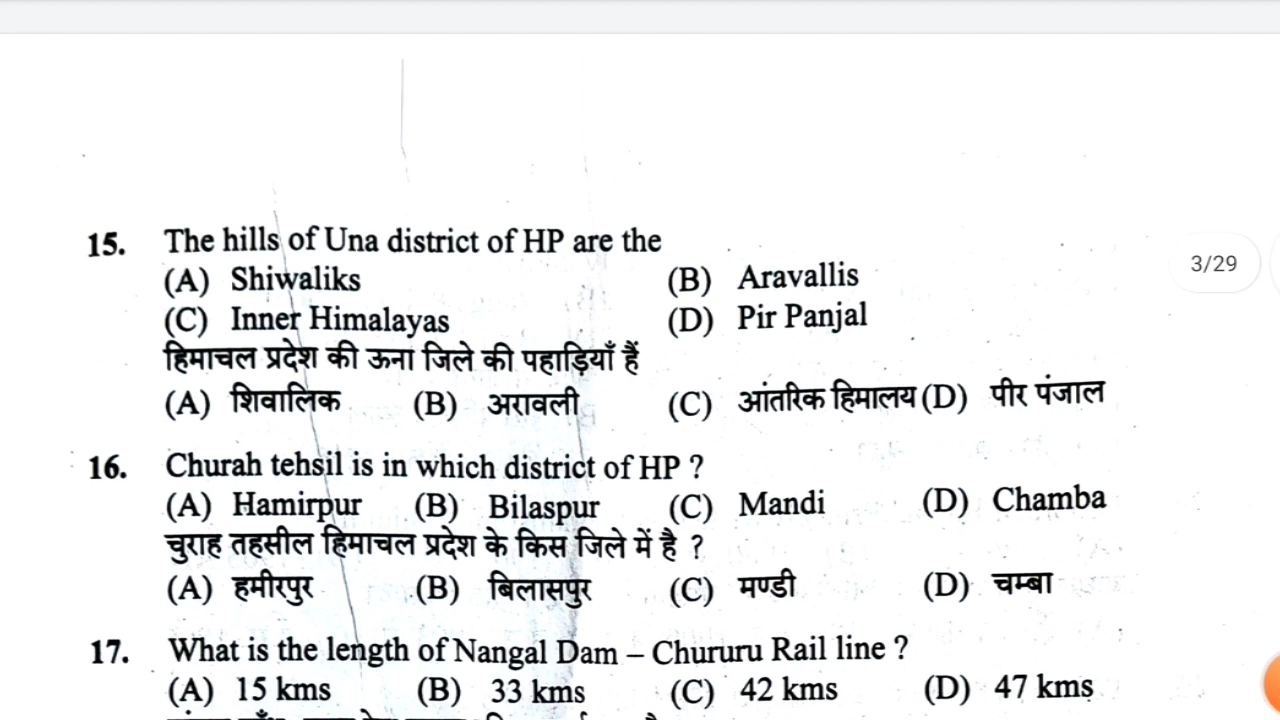 3/29
15. The hills of Una district of HP are the
(A) Shiwaliks (B) Aravallis
(C) Inner Himalayas (D) Pir Panjal
हिमाचल प्रदेश की ऊना जिले की पहाड़ियाँ हैं
(A) शिवालिक (B) अरावली (C) आंतरिक हिमालय (D) पीर पंजाल
16. Churah tehsil is in which district of HP ?
(A) Hamirpur (B) Bilaspur (C) Mandi (D) Chamba
चुराह तहसील हिमाचल प्रदेश के किस जिले में है ?
(A) हमीरपुर (B) बिलासपुर (C) मण्डी (D) चम्बा
17. What is the length of Nangal Dam – Chururu Rail line ?
(A) 15 kms (B) 33 kms (C) 42 kms (D) 47 kms